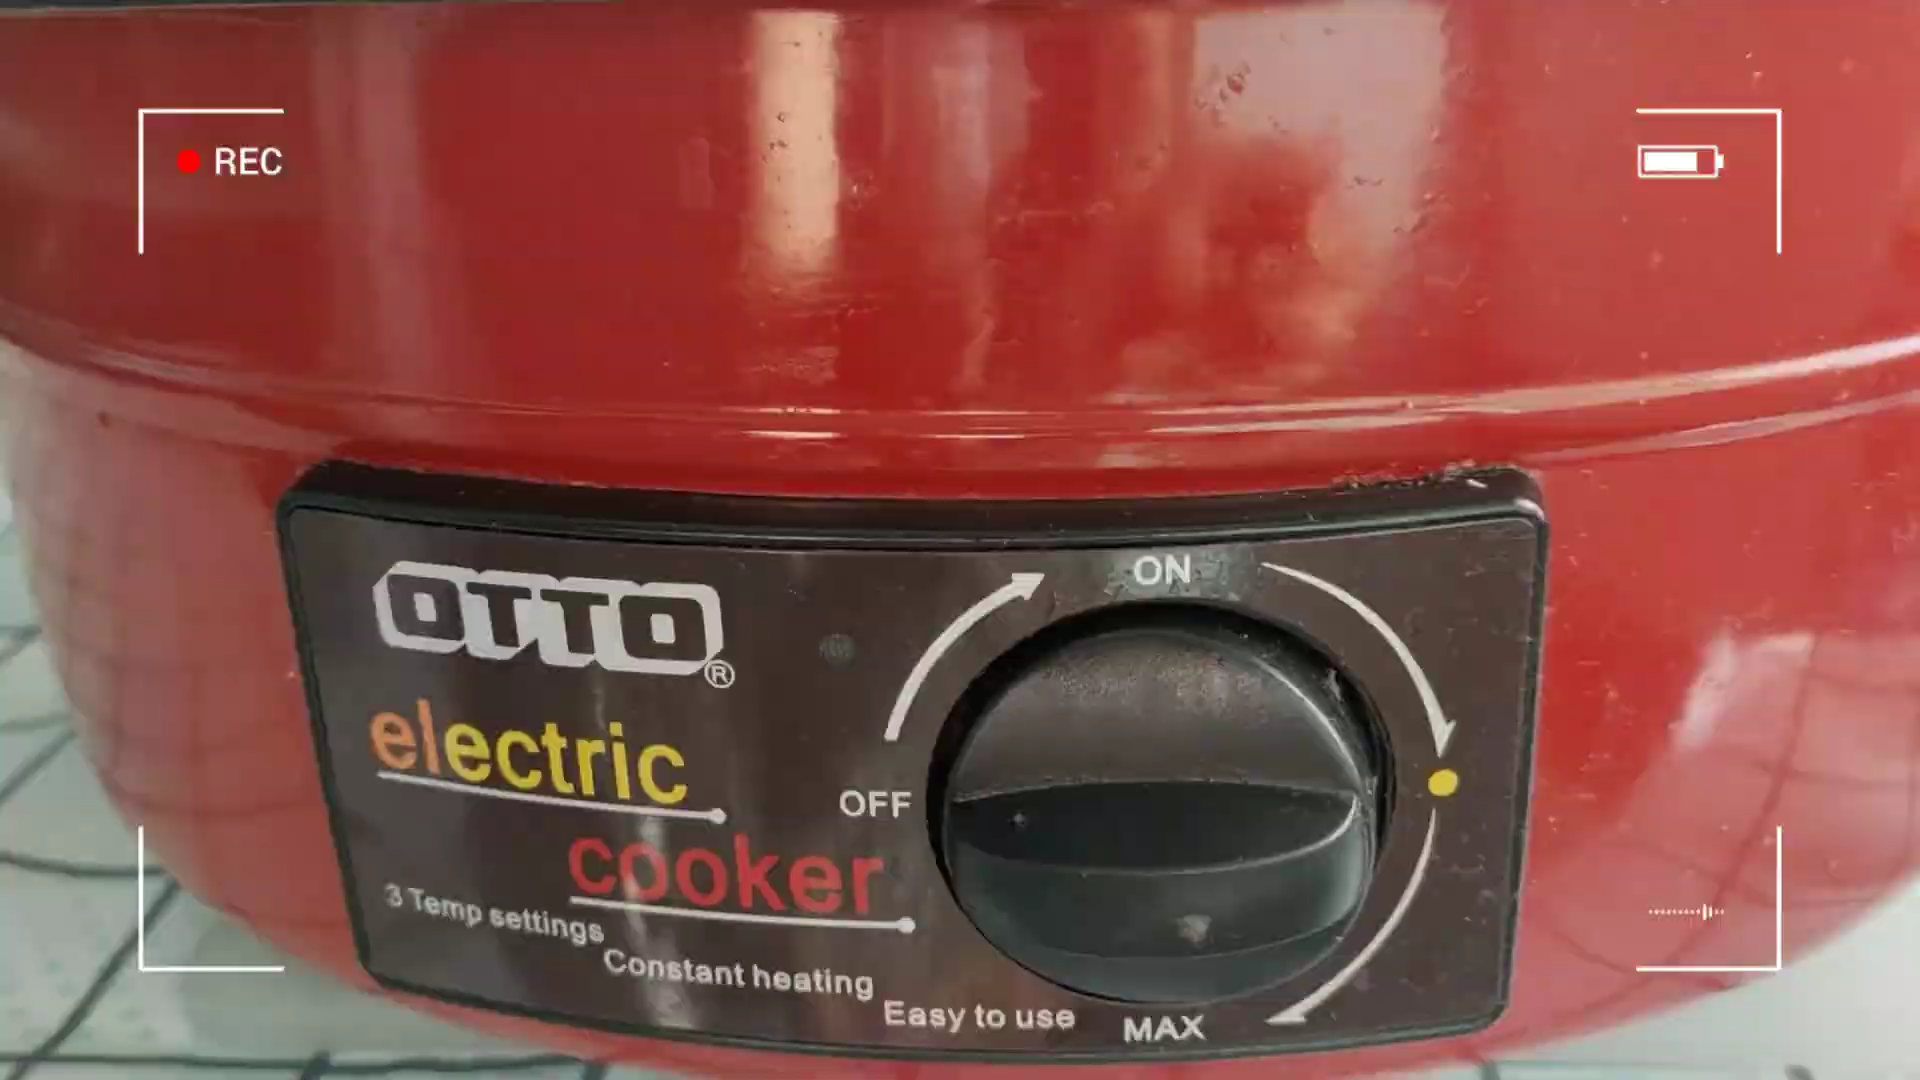 REC
OTTO®
electric
cooker
3 Temp settings
Constant heating
Easy to use
ON
OFF
MAX